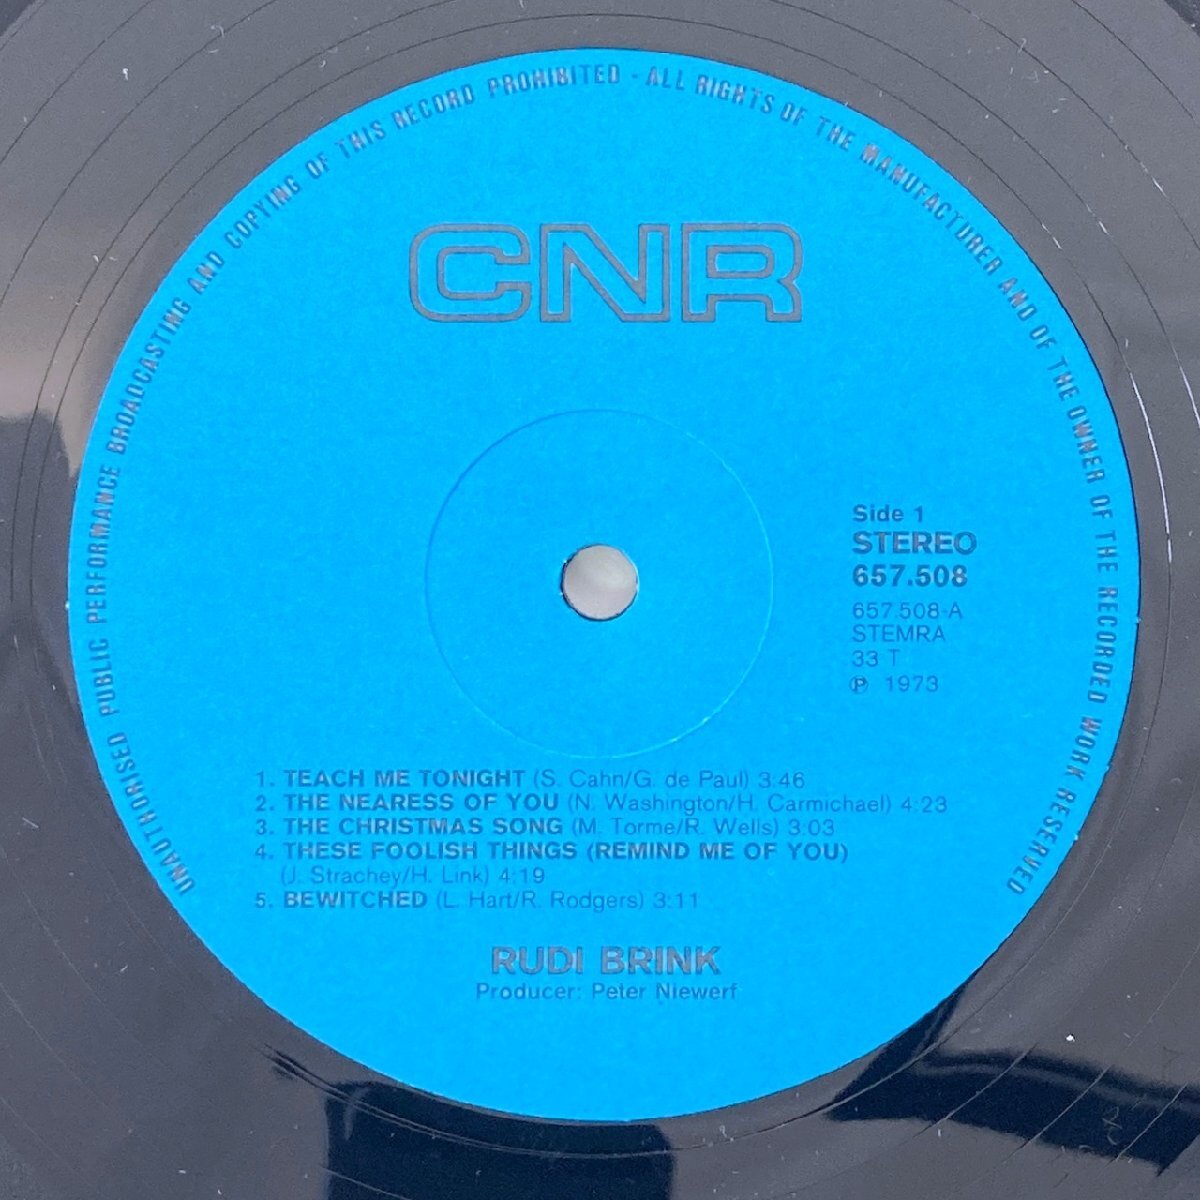 UNAUTHORISED PUBLIC PERFORMANCE BROADCASTING AND COPYING OF THIS RECORD PROHIBITED - ALL RIGHTS OF THE MANUFACTURER AND OF THE OWNER OF THE RECORDED WORK RESERVED
CNR
Side 1
STEREO
657.508
657.508-A
STEMRA
33 T
℗ 1973
1. TEACH ME TONIGHT (S. Cahn/G. de Paul) 3:46
2. THE NEARESS OF YOU (N. Washington/H. Carmichael) 4:23
3. THE CHRISTMAS SONG (M. Torme/R. Wells) 3:03
4. THESE FOOLISH THINGS (REMIND ME OF YOU)
(J. Strachey/H. Link) 4:19
5. BEWITCHED (L. Hart/R. Rodgers) 3:11
RUDI BRINK
Producer: Peter Niewerf